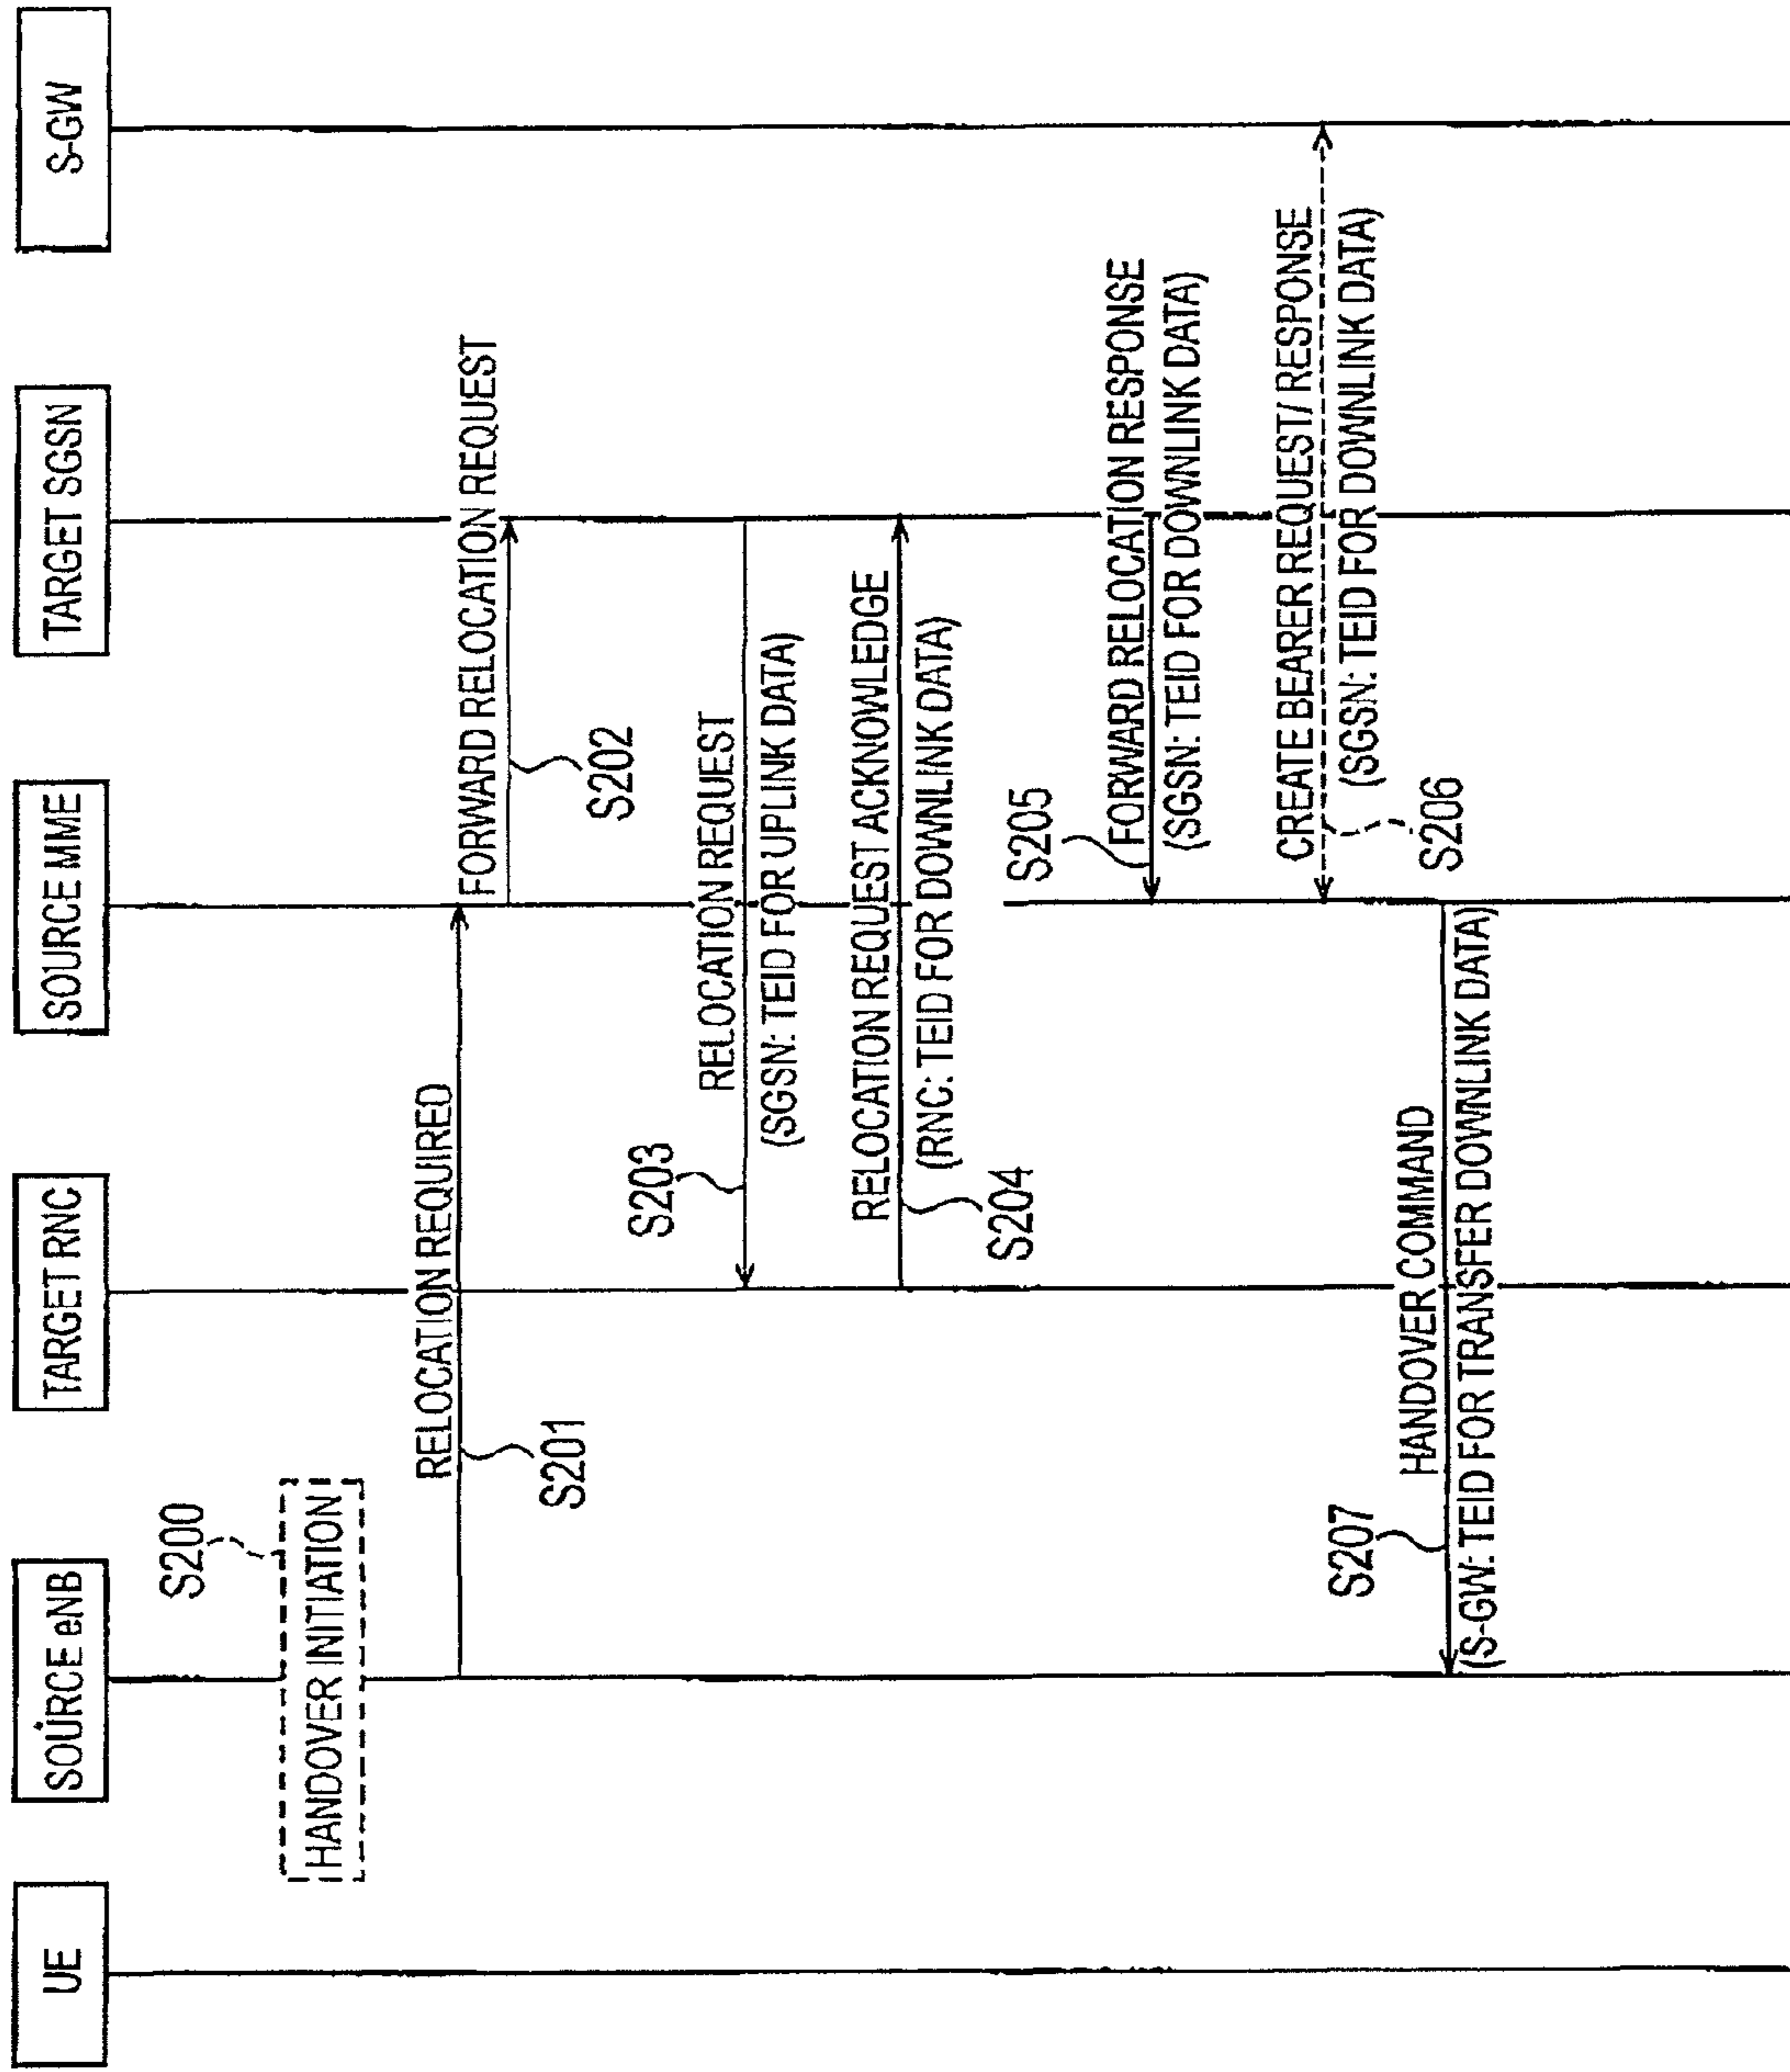 UE
SOURCE eNB
TARGET RNC
SOURCE MME
TARGET SGSN
S-GW
S200
HANDOVER INITIATION
RELOCATION REQUIRED
S201
FORWARD RELOCATION REQUEST
S202
S203
RELOCATION REQUEST
(SGSN: TEID FOR UPLINK DATA)
RELOCATION REQUEST ACKNOWLEDGE
(RNC: TEID FOR DOWNLINK DATA)
S204
S205
FORWARD RELOCATION RESPONSE
(SGSN: TEID FOR DOWNLINK DATA)
CREATE BEARER REQUEST/ RESPONSE
(SGSN: TEID FOR DOWNLINK DATA)
S206
S207
HANDOVER COMMAND
(S-GW: TEID FOR TRANSFER DOWNLINK DATA)